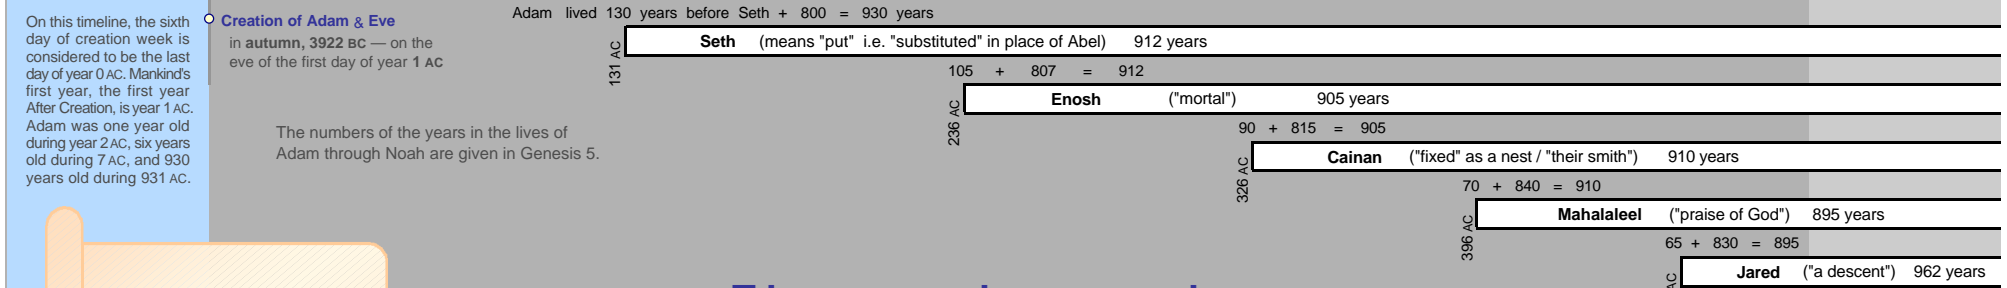 On this timeline, the sixth
day of creation week is
considered to be the last
day of year 0 AC. Mankind's
first year, the first year
After Creation, is year 1 AC.
Adam was one year old
during year 2 AC, six years
old during 7 AC, and 930
years old during 931 AC.
Creation of Adam & Eve
in autumn, 3922 BC — on the
eve of the first day of year 1 AC
The numbers of the years in the lives of
Adam through Noah are given in Genesis 5.
Adam lived 130 years before Seth + 800 = 930 years
131 AC
Seth (means "put" i.e. "substituted" in place of Abel) 912 years
105 + 807 = 912
236 AC
Enosh ("mortal") 905 years
90 + 815 = 905
326 AC
Cainan ("fixed" as a nest / "their smith") 910 years
70 + 840 = 910
396 AC
Mahalaleel ("praise of God") 895 years
65 + 830 = 895
AC
Jared ("a descent") 962 years